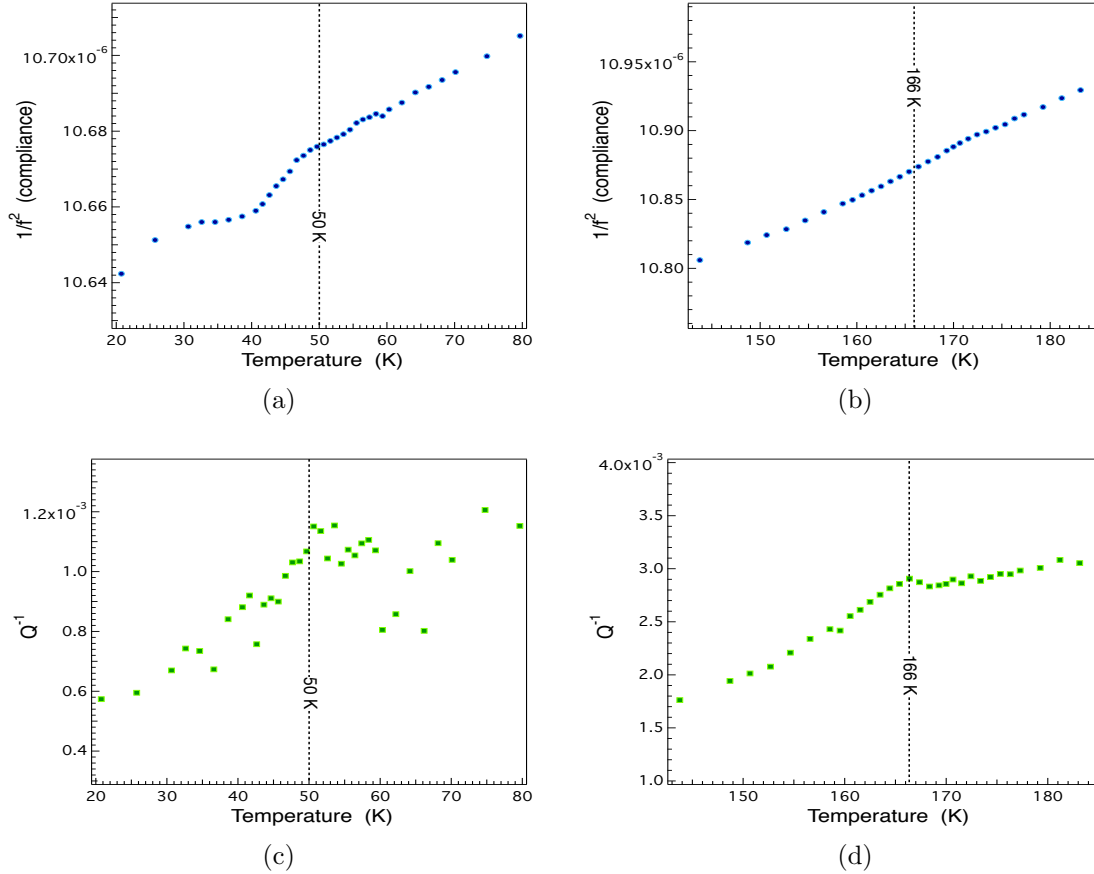 10.70x10⁻⁶
10.68
10.66
10.64
1/f² (compliance)
50 K
20 30 40 50 60 70 80
Temperature (K)
(a)
10.95x10⁻⁶
10.90
10.85
10.80
1/f² (compliance)
166 K
150 160 170 180
Temperature (K)
(b)
1.2x10⁻³
1.0
0.8
0.6
0.4
Q⁻¹
50 K
20 30 40 50 60 70 80
Temperature (K)
(c)
4.0x10⁻³
3.5
3.0
2.5
2.0
1.5
1.0
Q⁻¹
166 K
150 160 170 180
Temperature (K)
(d)